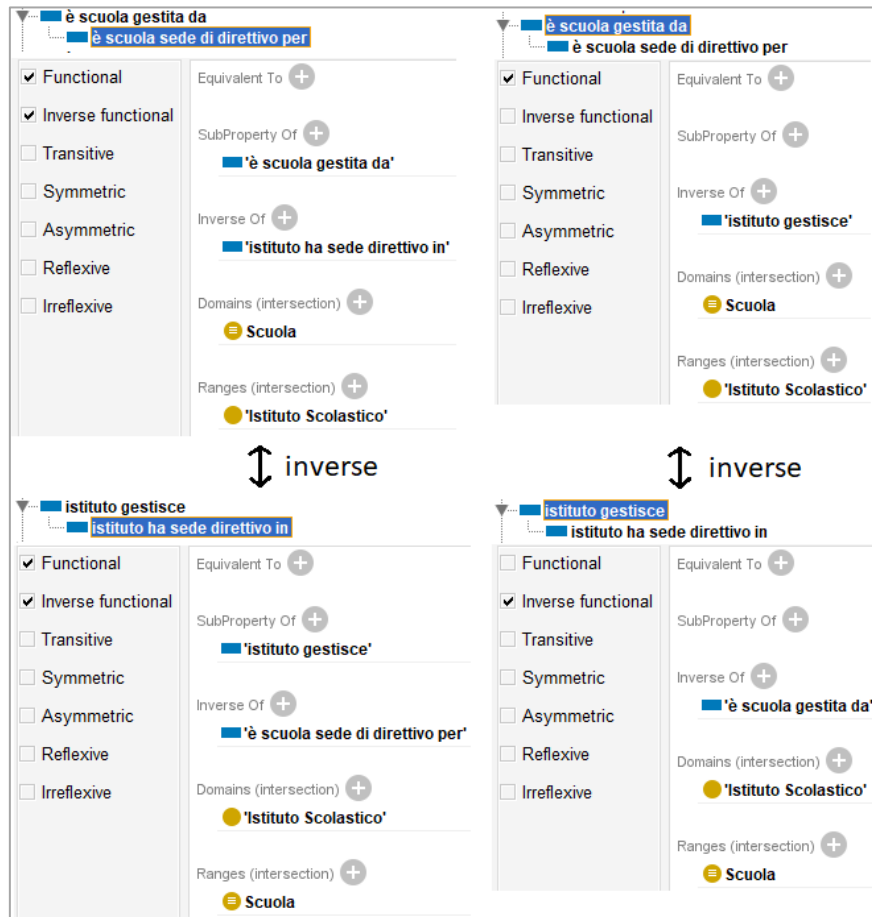 è scuola gestita da
è scuola sede di direttivo per
Functional
Inverse functional
Transitive
Symmetric
Asymmetric
Reflexive
Irreflexive
Equivalent To
SubProperty Of
'è scuola gestita da'
Inverse Of
'istituto ha sede direttivo in'
Domains (intersection)
Scuola
Ranges (intersection)
'Istituto Scolastico'
è scuola gestita da
è scuola sede di direttivo per
Functional
Inverse functional
Transitive
Symmetric
Asymmetric
Reflexive
Irreflexive
Equivalent To
SubProperty Of
Inverse Of
'istituto gestisce'
Domains (intersection)
Scuola
Ranges (intersection)
'Istituto Scolastico'
inverse
inverse
istituto gestisce
istituto ha sede direttivo in
Functional
Inverse functional
Transitive
Symmetric
Asymmetric
Reflexive
Irreflexive
Equivalent To
SubProperty Of
'istituto gestisce'
Inverse Of
'è scuola sede di direttivo per'
Domains (intersection)
'Istituto Scolastico'
Ranges (intersection)
Scuola
istituto gestisce
istituto ha sede direttivo in
Functional
Inverse functional
Transitive
Symmetric
Asymmetric
Reflexive
Irreflexive
Equivalent To
SubProperty Of
Inverse Of
'è scuola gestita da'
Domains (intersection)
'Istituto Scolastico'
Ranges (intersection)
Scuola